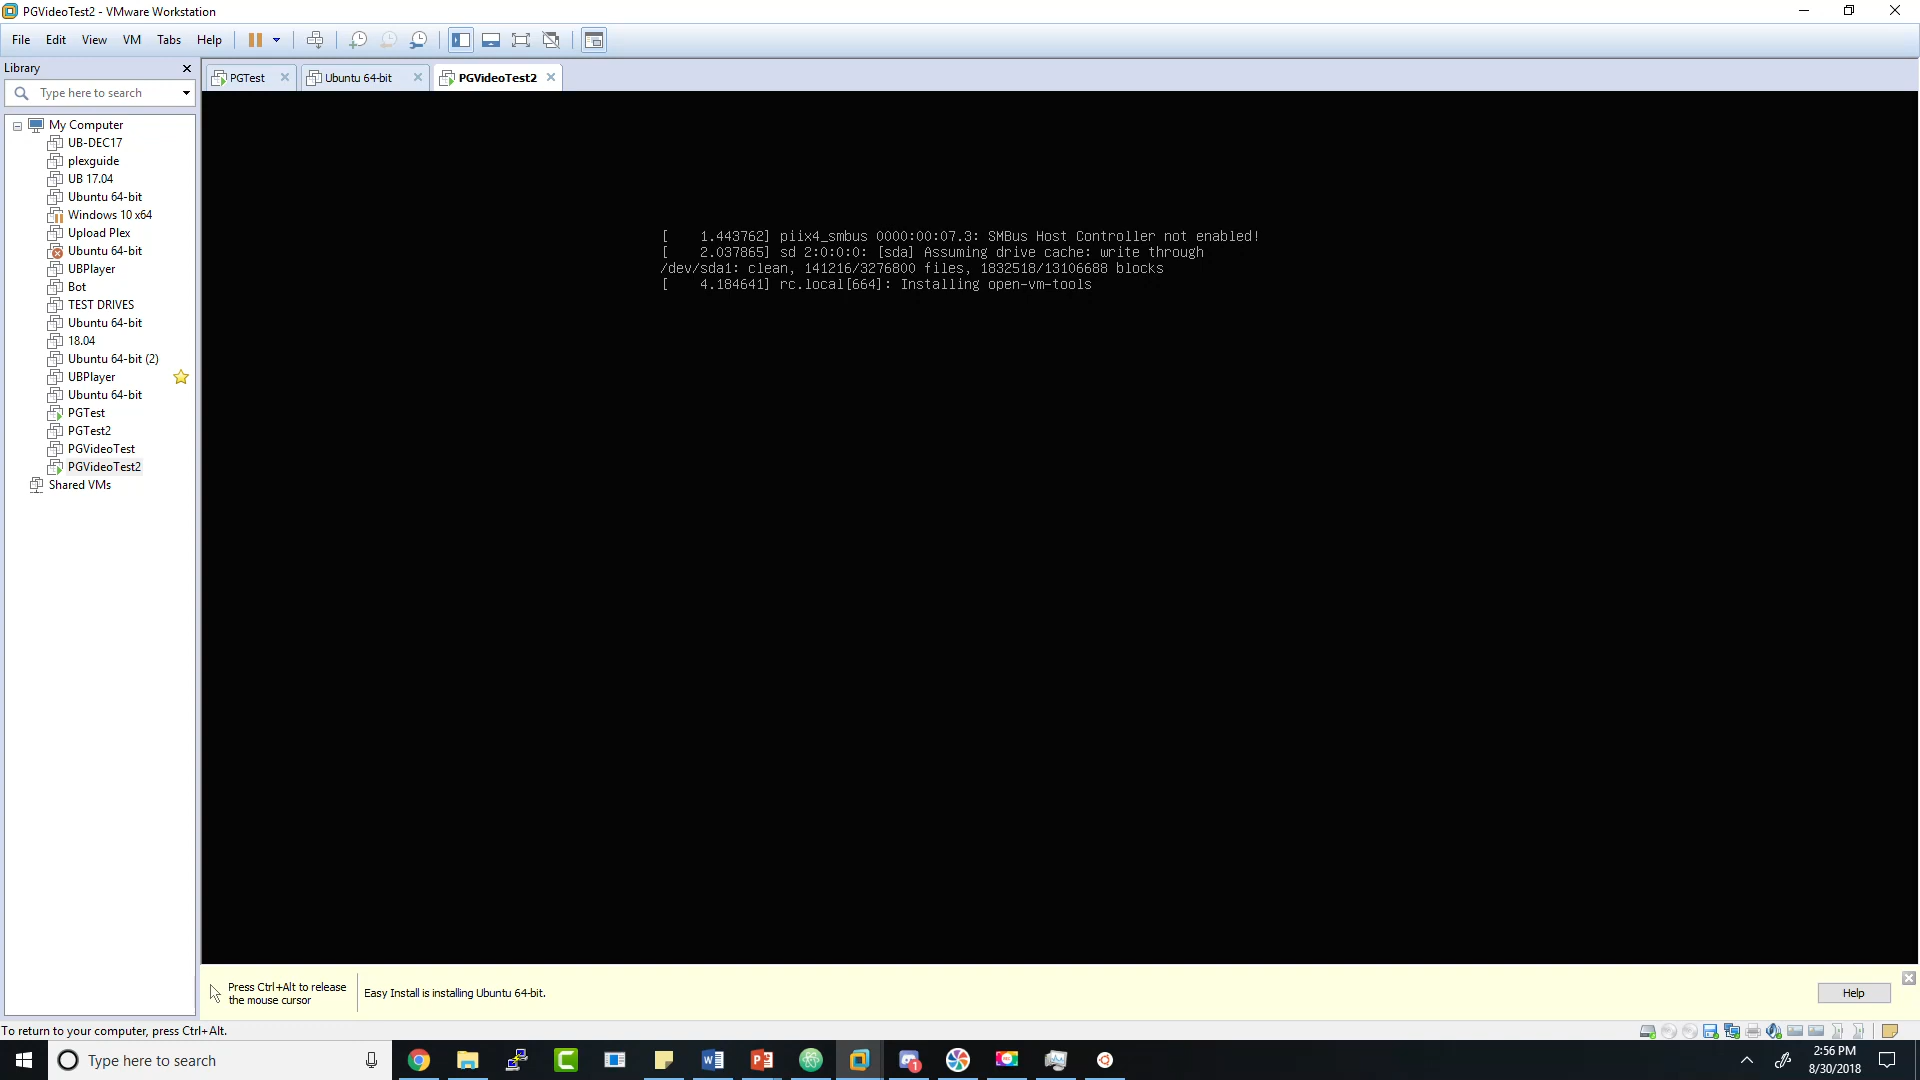 PGVideoTest2 - VMware Workstation
File Edit View VM Tabs Help
Library
Type here to search
PGTest
Ubuntu 64-bit
PGVideoTest2
My Computer
UB-DEC17
plexguide
UB 17.04
Ubuntu 64-bit
Windows 10 x64
Upload Plex
Ubuntu 64-bit
UBPlayer
Bot
TEST DRIVES
Ubuntu 64-bit
18.04
Ubuntu 64-bit (2)
UBPlayer
Ubuntu 64-bit
PGTest
PGTest2
PGVideoTest
PGVideoTest2
Shared VMs
[    1.443762] piix4_smbus 0000:00:07.3: SMBus Host Controller not enabled!
[    2.037865] sd 2:0:0:0: [sda] Assuming drive cache: write through
/dev/sda1: clean, 141216/3276800 files, 1832518/13106688 blocks
[    4.184641] rc.local[664]: Installing open-vm-tools
Press Ctrl+Alt to release
the mouse cursor
Easy Install is installing Ubuntu 64-bit.
Help
To return to your computer, press Ctrl+Alt.
Type here to search
2:56 PM
8/30/2018